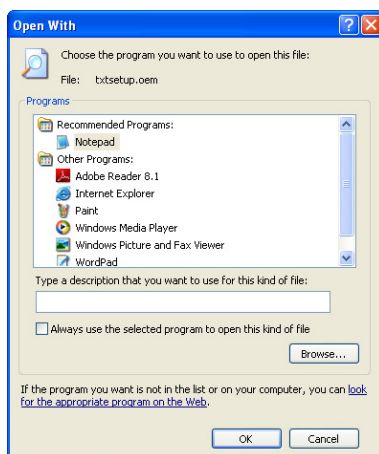 Open With
Choose the program you want to use to open this file:
File: txtsetup.oem
Programs
Recommended Programs:
Notepad
Other Programs:
Adobe Reader 8.1
Internet Explorer
Paint
Windows Media Player
Windows Picture and Fax Viewer
WordPad
Type a description that you want to use for this kind of file:
Always use the selected program to open this kind of file
Browse...
If the program you want is not in the list or on your computer, you can look
for the appropriate program on the Web.
OK Cancel